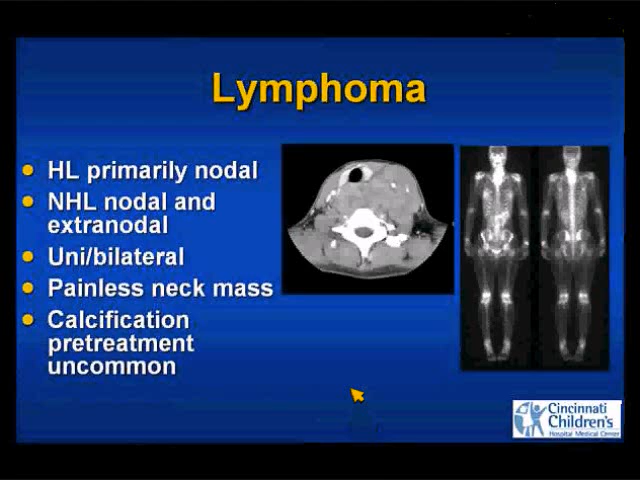 Lymphoma
HL primarily nodal
NHL nodal and
extranodal
Uni/bilateral
Painless neck mass
Calcification
pretreatment
uncommon
Cincinnati
Children's
Hospital Medical Center